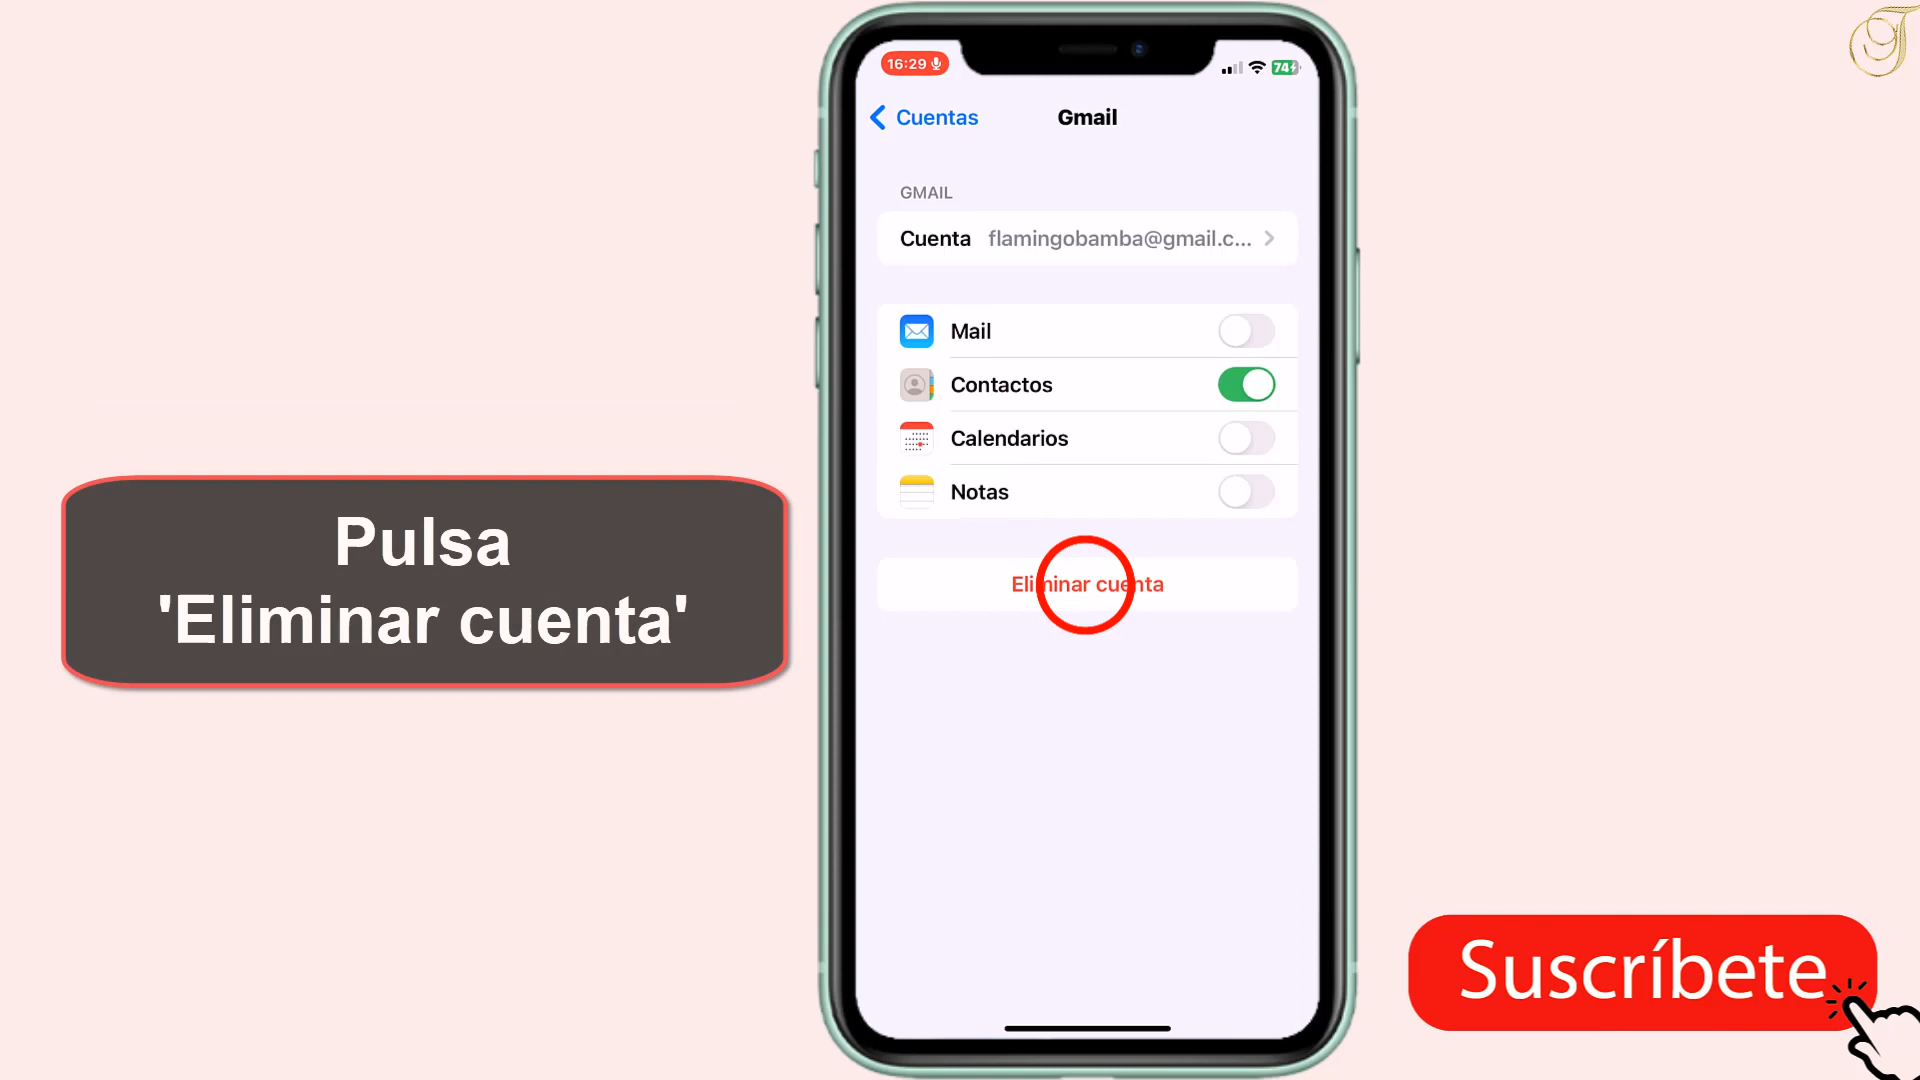 16:29
74
Cuentas
Gmail
GMAIL
Cuenta flamingobamba@gmail.c...
Mail
Contactos
Calendarios
Notas
Eliminar cuenta
Pulsa
'Eliminar cuenta'
Suscríbete